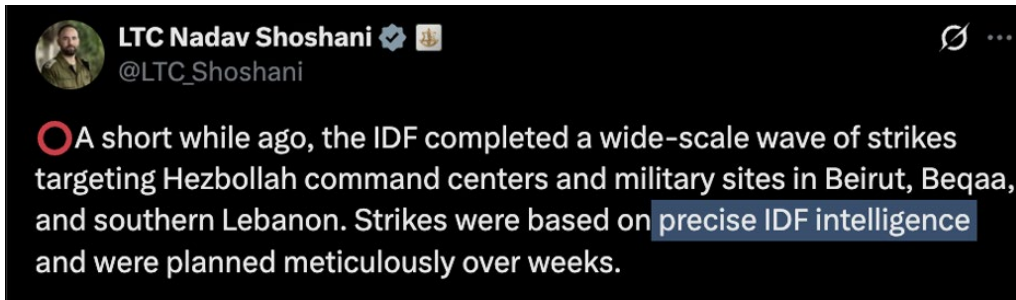 LTC Nadav Shoshani
@LTC_Shoshani
⭕A short while ago, the IDF completed a wide-scale wave of strikes
targeting Hezbollah command centers and military sites in Beirut, Beqaa,
and southern Lebanon. Strikes were based on precise IDF intelligence
and were planned meticulously over weeks.